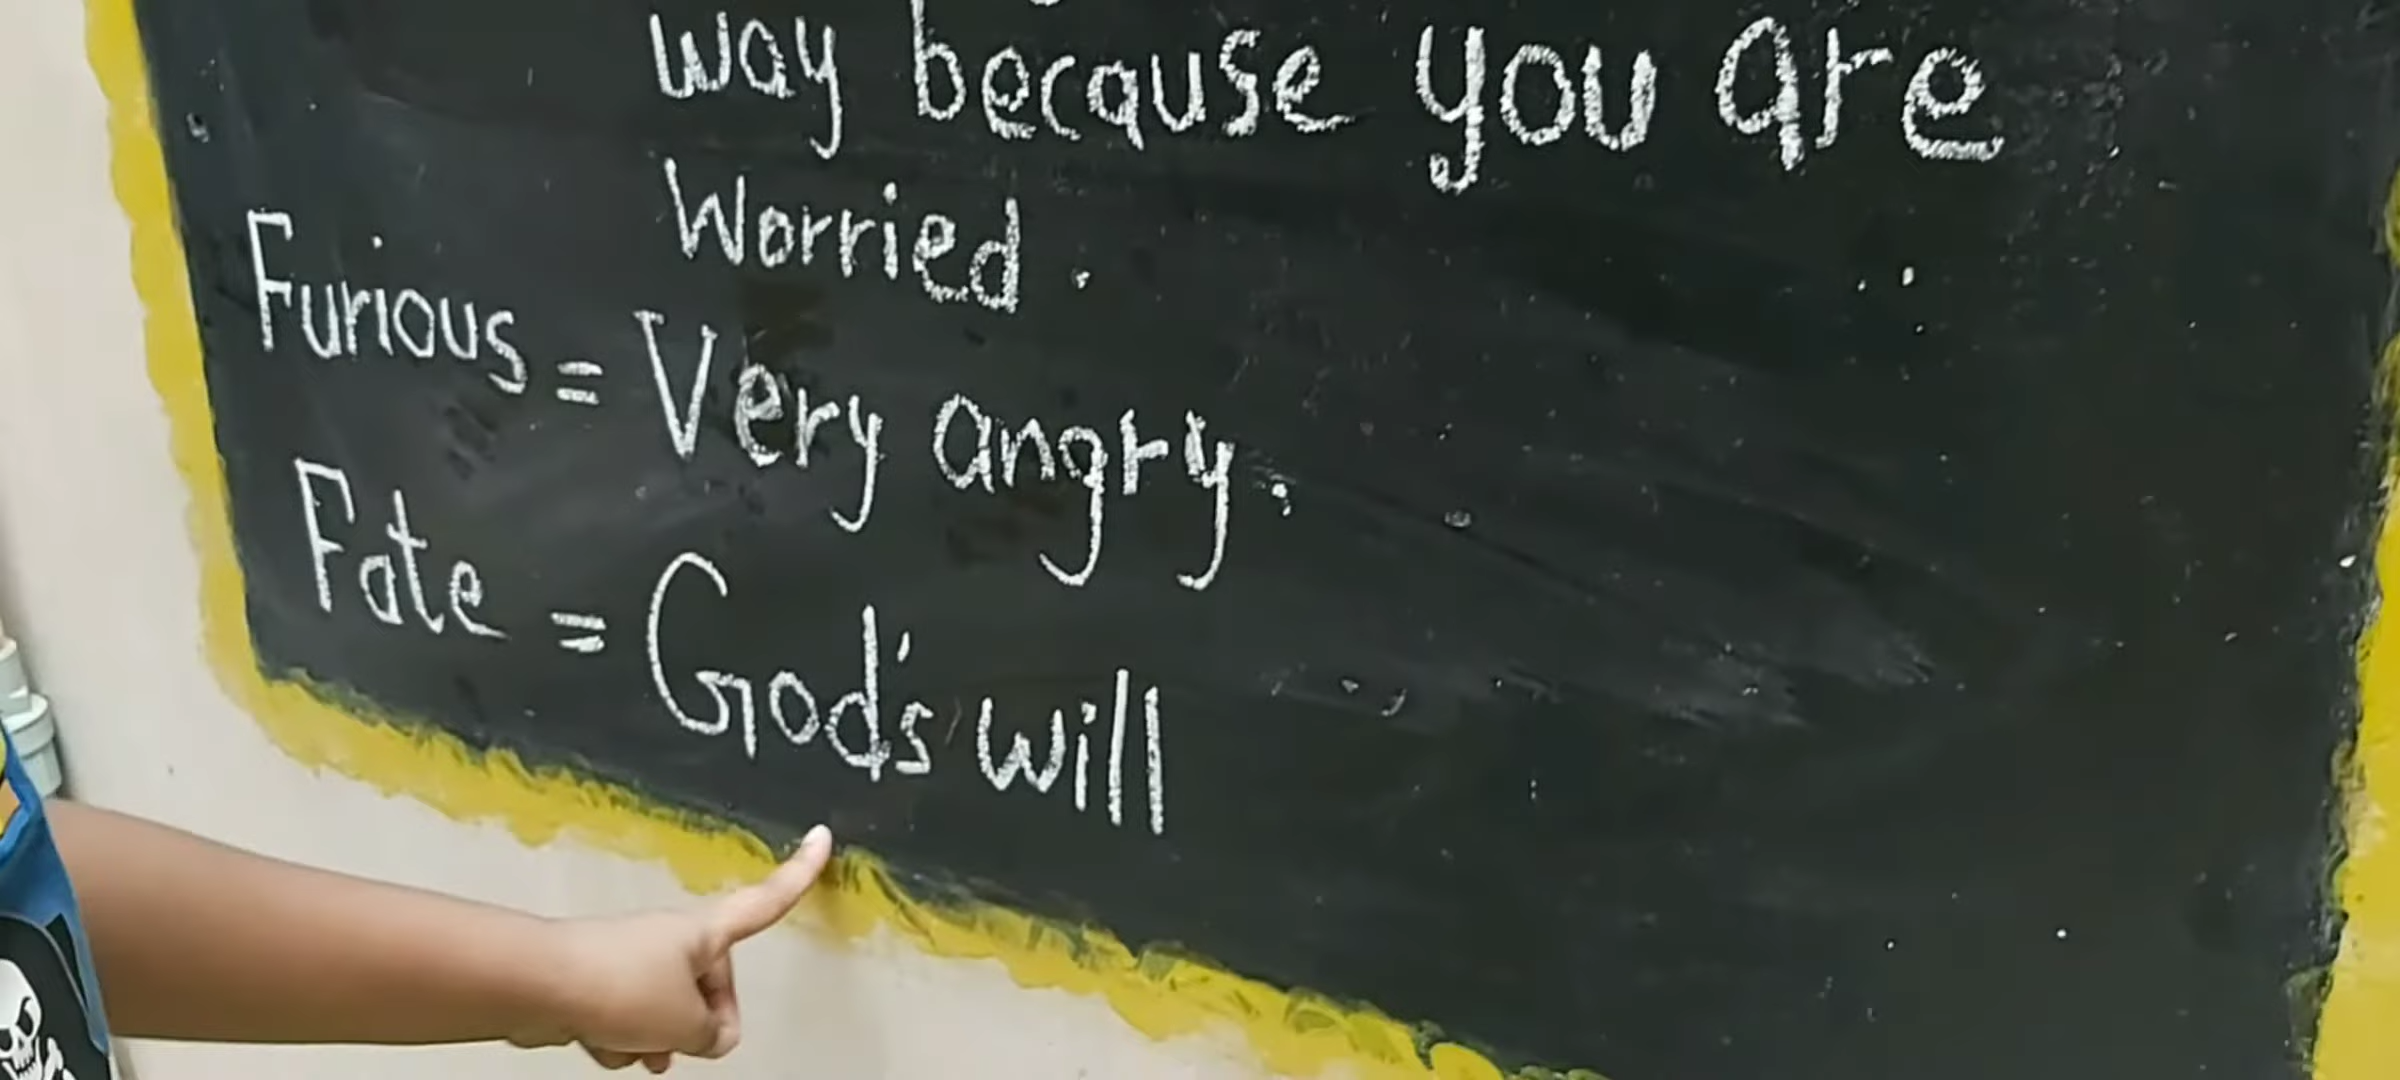 way because you are
Worried.
Furious = Very angry.
Fate = God's will